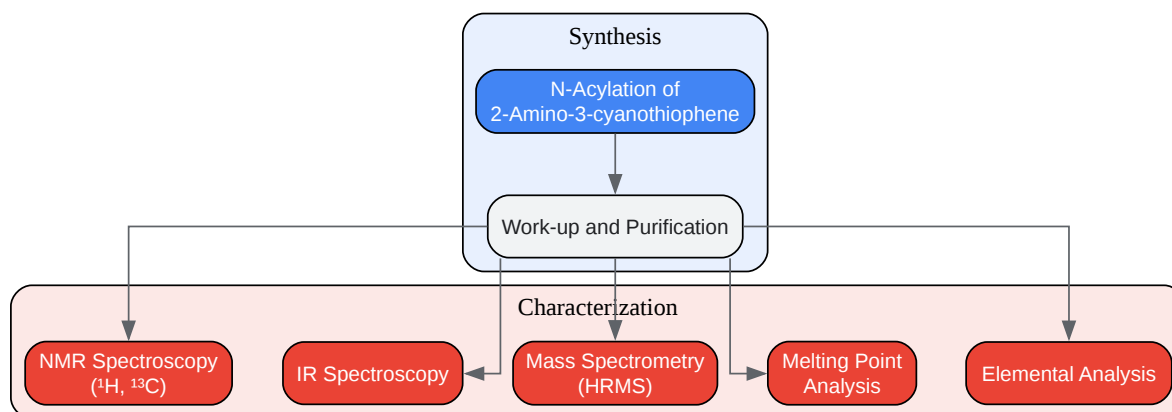 Synthesis
N-Acylation of
2-Amino-3-cyanothiophene
Work-up and Purification
Characterization
NMR Spectroscopy
(¹H, ¹³C)
IR Spectroscopy
Mass Spectrometry
(HRMS)
Melting Point
Analysis
Elemental Analysis